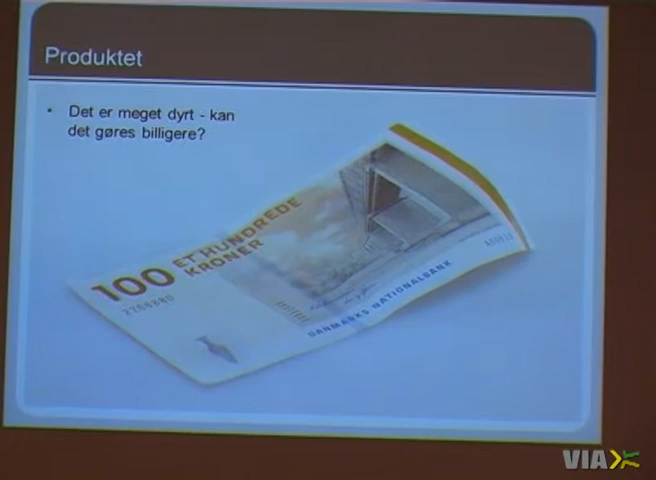 Produktet
• Det er meget dyrt - kan
det gøres billigere?
100 ET HUNDREDE
KRONER
DANMARKS NATIONALBANK
VIA